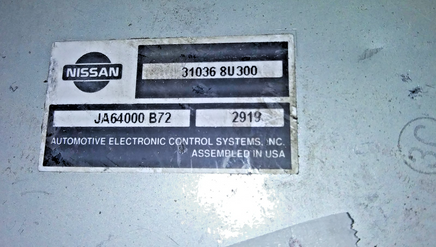 NISSAN
31036 8U300
JA64000 B72
2919
AUTOMOTIVE ELECTRONIC CONTROL SYSTEMS, INC.
ASSEMBLED IN USA